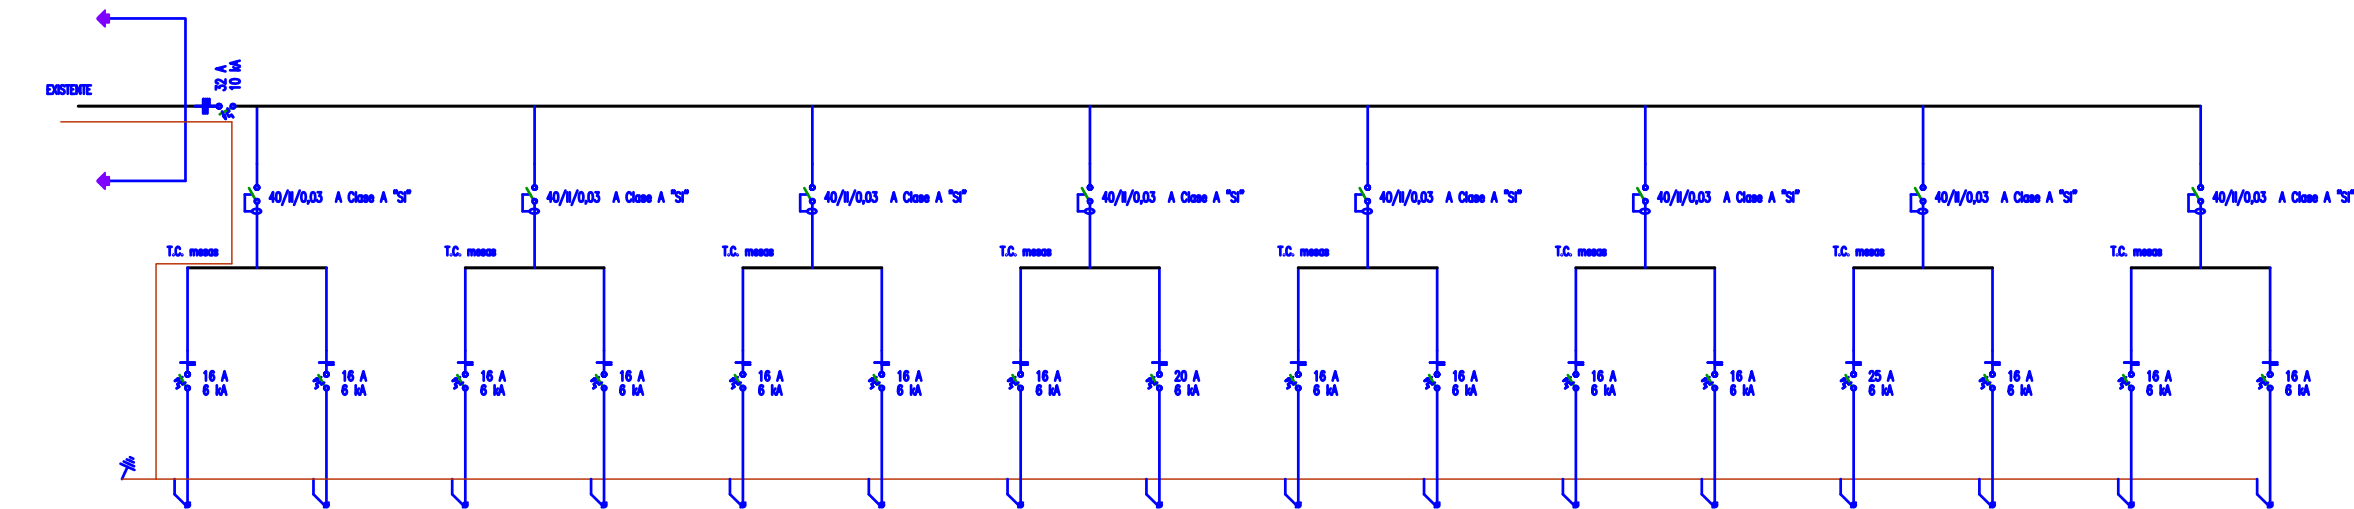 32 A
10 kA
EXISTENTE
40/II/0,03 A Clase A "SI"
40/II/0,03 A Clase A "SI"
40/II/0,03 A Clase A "SI"
40/II/0,03 A Clase A "SI"
40/II/0,03 A Clase A "SI"
40/II/0,03 A Clase A "SI"
40/II/0,03 A Clase A "SI"
40/II/0,03 A Clase A "SI"
T.C. mesas
T.C. mesas
T.C. mesas
T.C. mesas
T.C. mesas
T.C. mesas
T.C. mesas
T.C. mesas
16 A
6 kA
16 A
6 kA
16 A
6 kA
16 A
6 kA
16 A
6 kA
16 A
6 kA
16 A
6 kA
20 A
6 kA
16 A
6 kA
16 A
6 kA
16 A
6 kA
16 A
6 kA
25 A
6 kA
16 A
6 kA
16 A
6 kA
16 A
6 kA